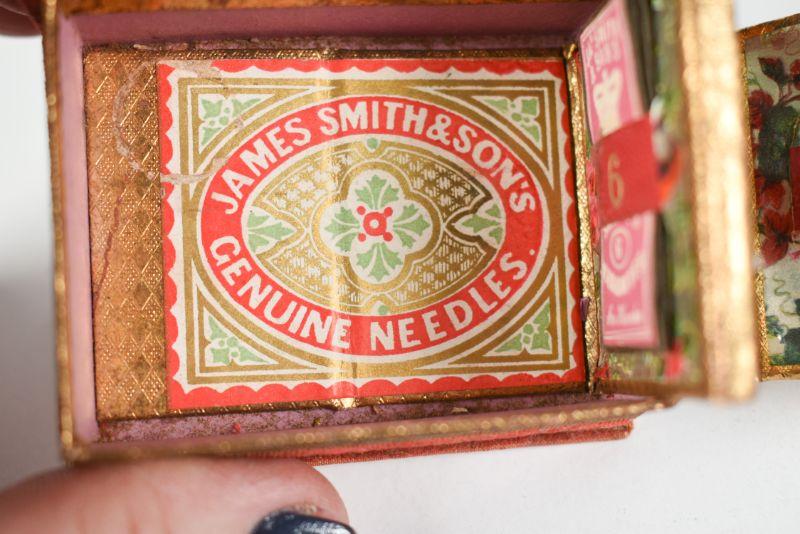 JAMES SMITH & SON'S
GENUINE NEEDLES.
6